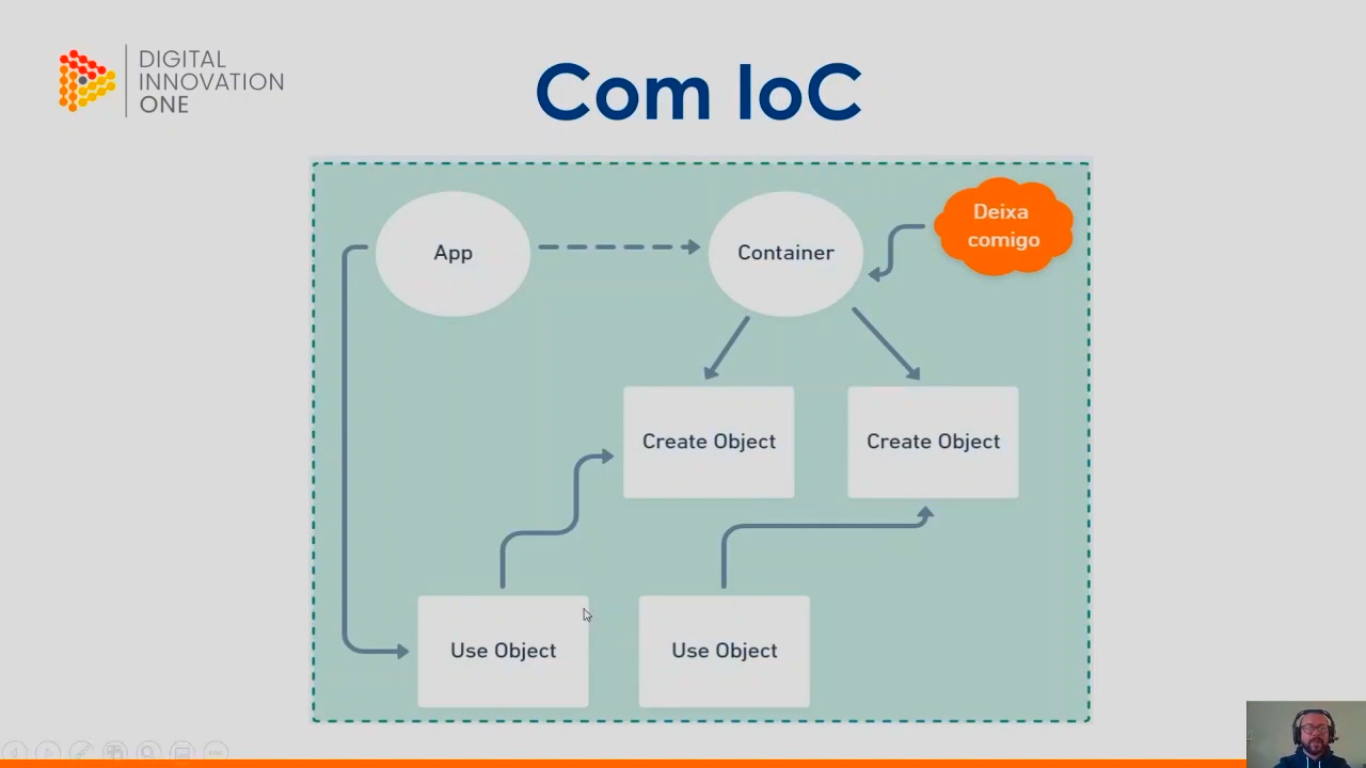 DIGITAL
INNOVATION
ONE
Com IoC
App
Container
Deixa
comigo
Create Object
Create Object
Use Object
Use Object